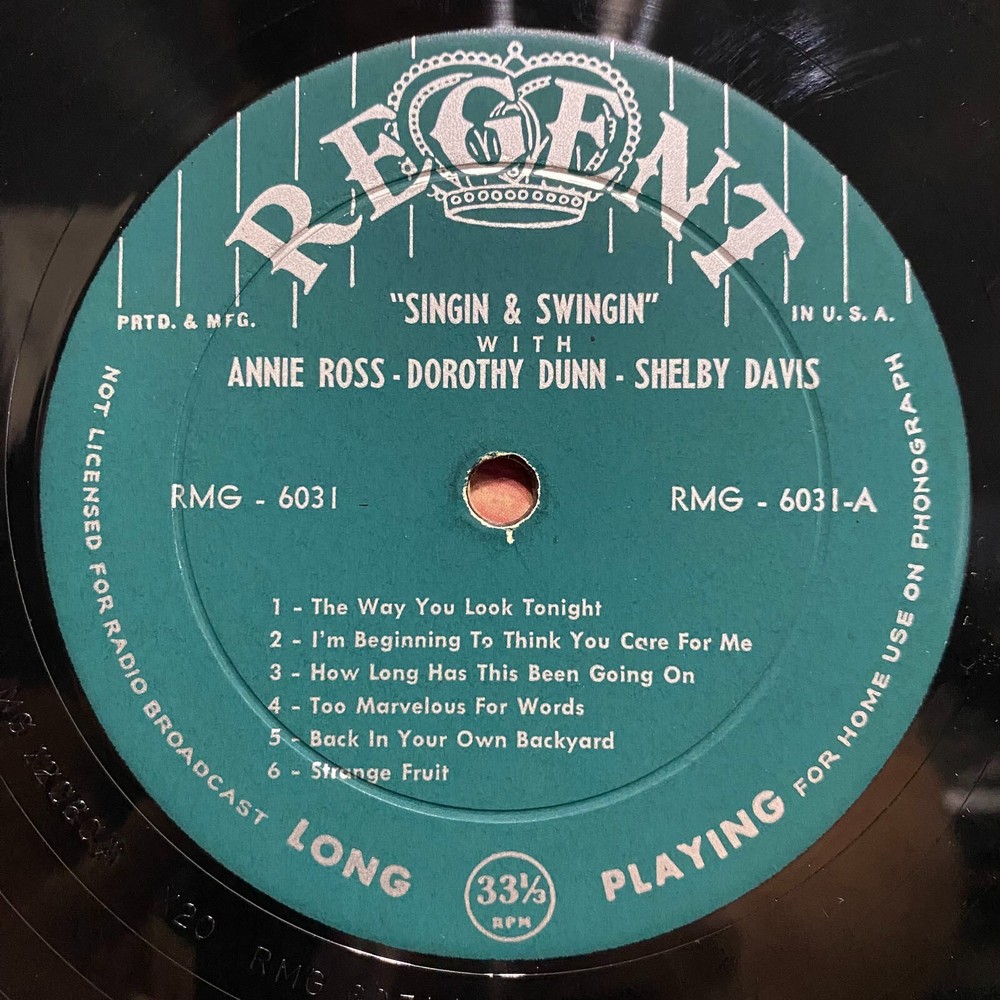 REGENT
PRTD. & MFG.
IN U. S. A.
"SINGIN & SWINGIN"
WITH
ANNIE ROSS - DOROTHY DUNN - SHELBY DAVIS
RMG - 6031
RMG - 6031-A
1 - The Way You Look Tonight
2 - I'm Beginning To Think You Care For Me
3 - How Long Has This Been Going On
4 - Too Marvelous For Words
5 - Back In Your Own Backyard
6 - Strange Fruit
NOT LICENSED FOR RADIO BROADCAST
LONG
33⅓
RPM
PLAYING
FOR HOME USE ON PHONOGRAPH
X20 RMG